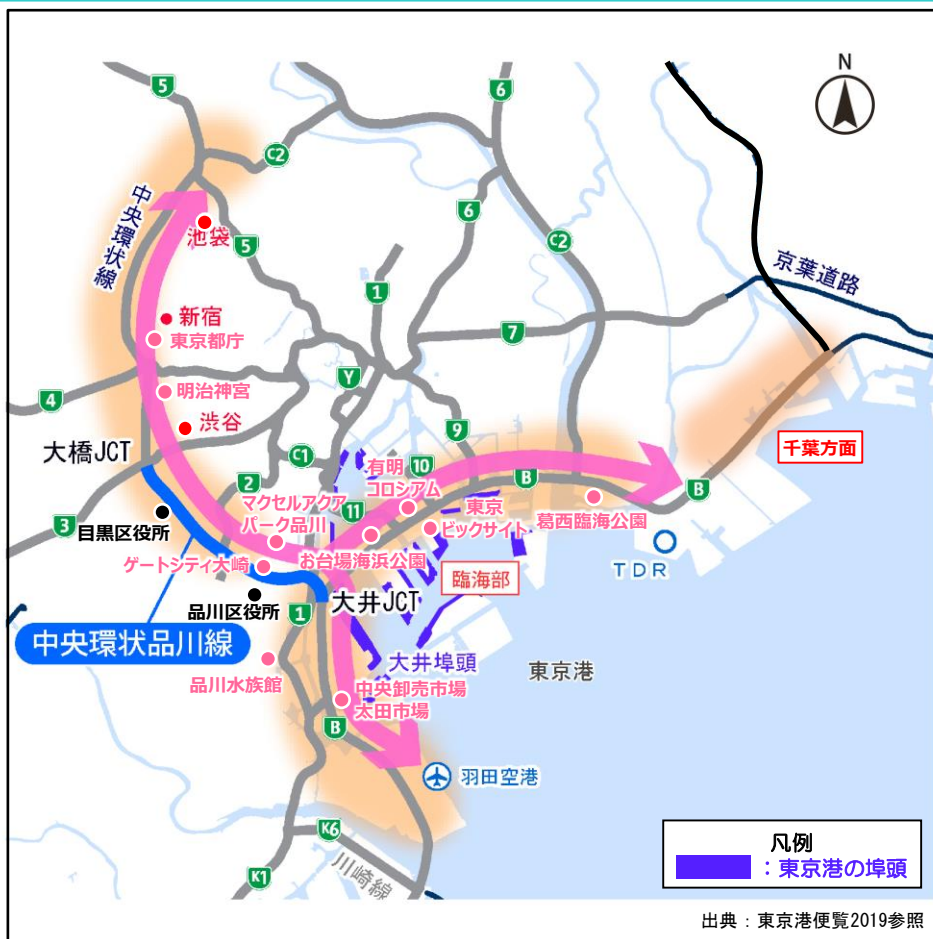 N
5
6
C2
中央環状線
池袋
5
6
C2
1
京葉道路
新宿
東京都庁
7
4
明治神宮
Y
渋谷
9
千葉方面
大橋JCT
C1
有明
コロシアム
10
B
B
2
マクセルアクア
パーク品川
11
東京
ビックサイト
葛西臨海公園
3
目黒区役所
お台場海浜公園
TDR
ゲートシティ大崎
臨海部
品川区役所
1
大井JCT
中央環状品川線
大井埠頭
東京港
品川水族館
中央卸売市場
太田市場
B
羽田空港
K6
川崎線
K1
凡例
：東京港の埠頭
出典：東京港便覧2019参照